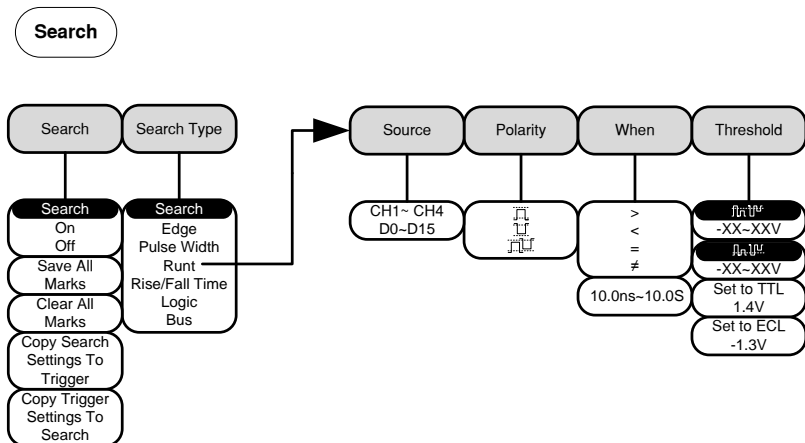 Search
Search
Search Type
Source
Polarity
When
Threshold
Search
On
Off
Save All
Marks
Clear All
Marks
Copy Search
Settings To
Trigger
Copy Trigger
Settings To
Search
Search
Edge
Pulse Width
Runt
Rise/Fall Time
Logic
Bus
CH1~ CH4
D0~D15
>
<
=
≠
10.0ns~10.0S
-XX~XXV
-XX~XXV
Set to TTL
1.4V
Set to ECL
-1.3V